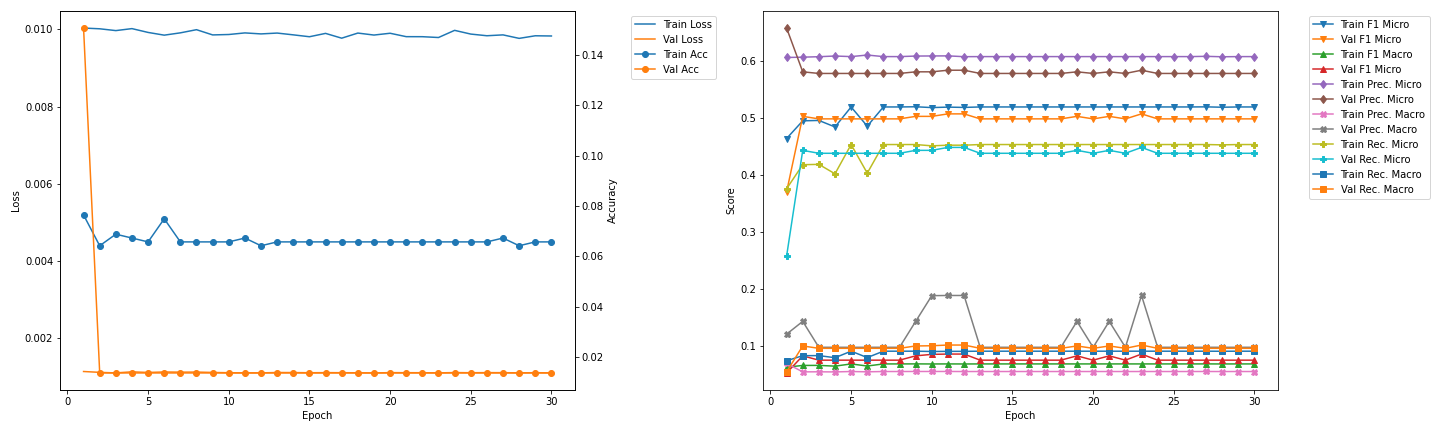 0.010
0.008
0.006
0.004
0.002
Loss
0
5
10
15
20
25
30
Epoch
0.14
0.12
0.10
0.08
0.06
0.04
0.02
Accuracy
Train Loss
Val Loss
Train Acc
Val Acc
0.6
0.5
0.4
0.3
0.2
0.1
Score
0
5
10
15
20
25
30
Epoch
Train F1 Micro
Val F1 Micro
Train F1 Macro
Val F1 Micro
Train Prec. Micro
Val Prec. Micro
Train Prec. Macro
Val Prec. Macro
Train Rec. Micro
Val Rec. Micro
Train Rec. Macro
Val Rec. Macro